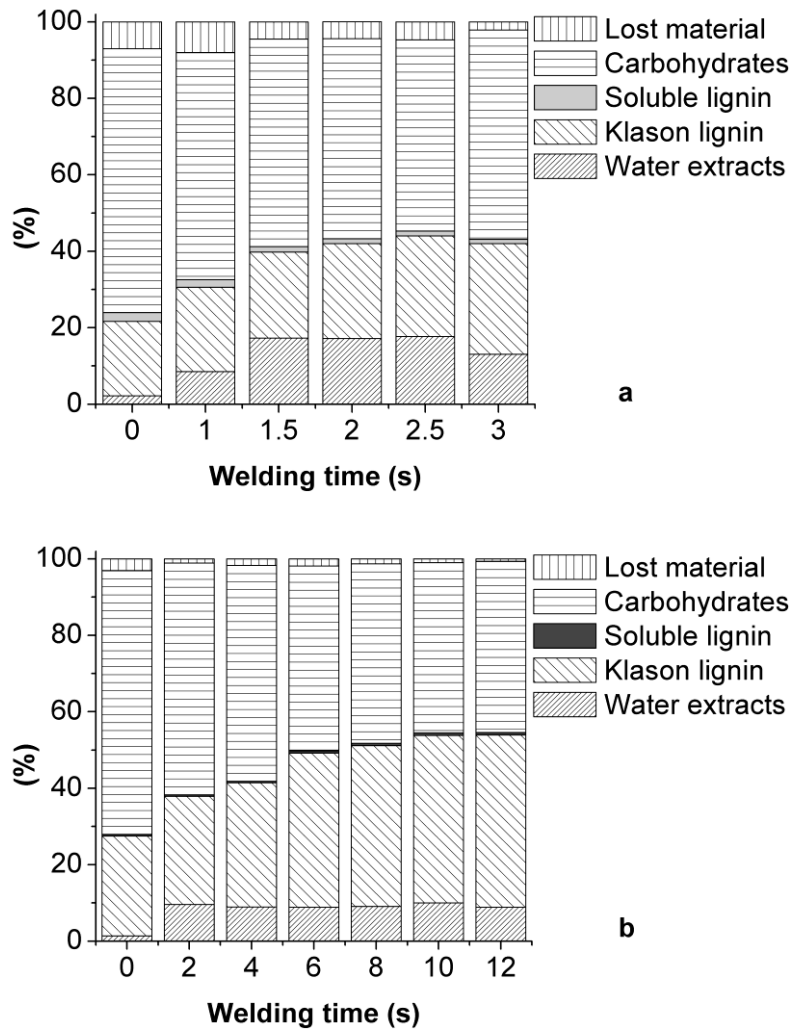 100
80
60
40
20
0
(%)
0 1 1.5 2 2.5 3
Welding time (s)
Lost material
Carbohydrates
Soluble lignin
Klason lignin
Water extracts
a
100
80
60
40
20
0
(%)
0 2 4 6 8 10 12
Welding time (s)
Lost material
Carbohydrates
Soluble lignin
Klason lignin
Water extracts
b